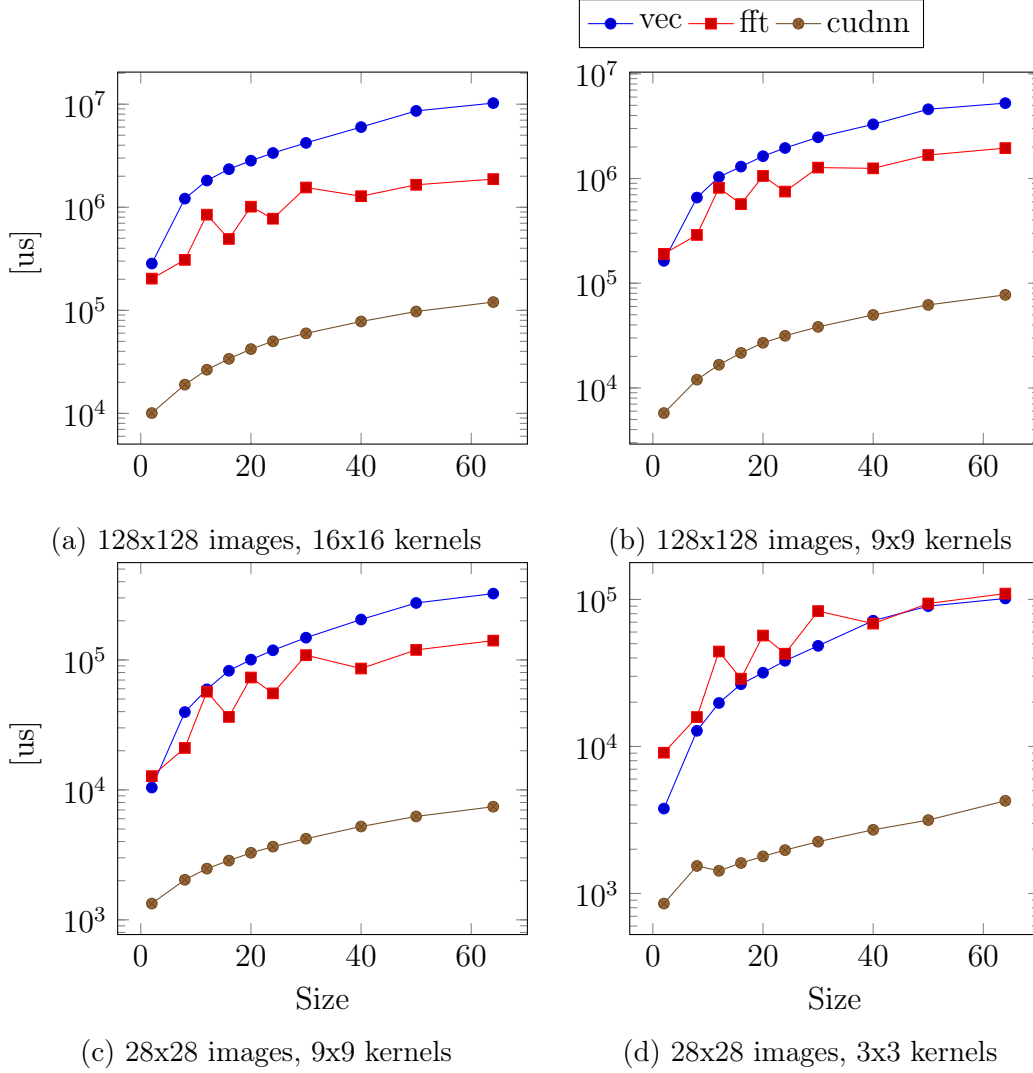 vec fft cudnn
[us]
10^7
10^6
10^5
10^4
0 20 40 60
(a) 128x128 images, 16x16 kernels
10^7
10^6
10^5
10^4
0 20 40 60
(b) 128x128 images, 9x9 kernels
[us]
10^5
10^4
10^3
0 20 40 60
Size
(c) 28x28 images, 9x9 kernels
10^5
10^4
10^3
0 20 40 60
Size
(d) 28x28 images, 3x3 kernels